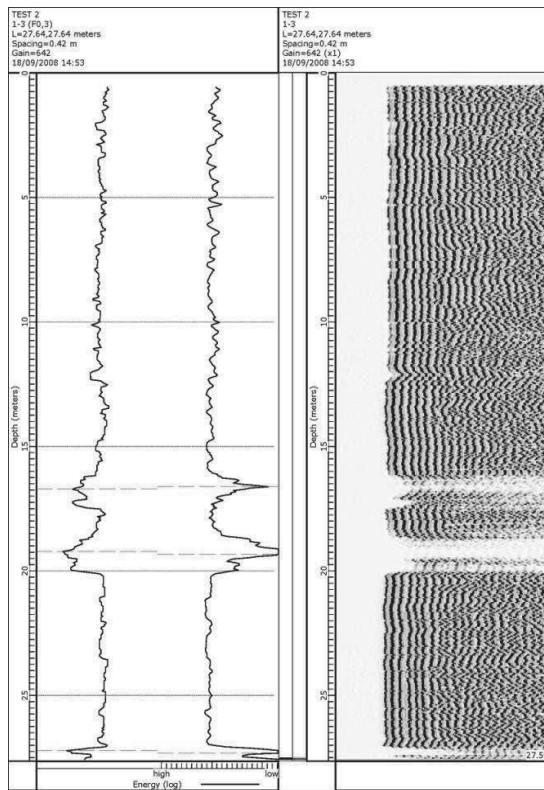 TEST 2
1-3 (F0,3)
L=27.64,27.64 meters
Spacing=0.42 m
Gain=642
18/09/2008 14:53
TEST 2
1-3
L=27.64,27.64 meters
Spacing=0.42 m
Gain=642 (x1)
18/09/2008 14:53
0
5
10
15
20
25
Depth (meters)
0
5
10
15
20
25
Depth (meters)
27.5
high low
Energy (log)